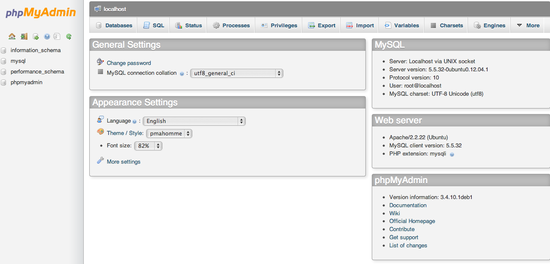 phpMyAdmin
information_schema
mysql
performance_schema
phpmyadmin
localhost
Databases SQL Status Processes Privileges Export Import Variables Charsets Engines More
General Settings
Change password
MySQL connection collation : utf8_general_ci
Appearance Settings
Language : English
Theme / Style: pmahomme
Font size: 82%
More settings
MySQL
Server: Localhost via UNIX socket
Server version: 5.5.32-0ubuntu0.12.04.1
Protocol version: 10
User: root@localhost
MySQL charset: UTF-8 Unicode (utf8)
Web server
Apache/2.2.22 (Ubuntu)
MySQL client version: 5.5.32
PHP extension: mysqli
phpMyAdmin
Version information: 3.4.10.1deb1
Documentation
Wiki
Official Homepage
Contribute
Get support
List of changes